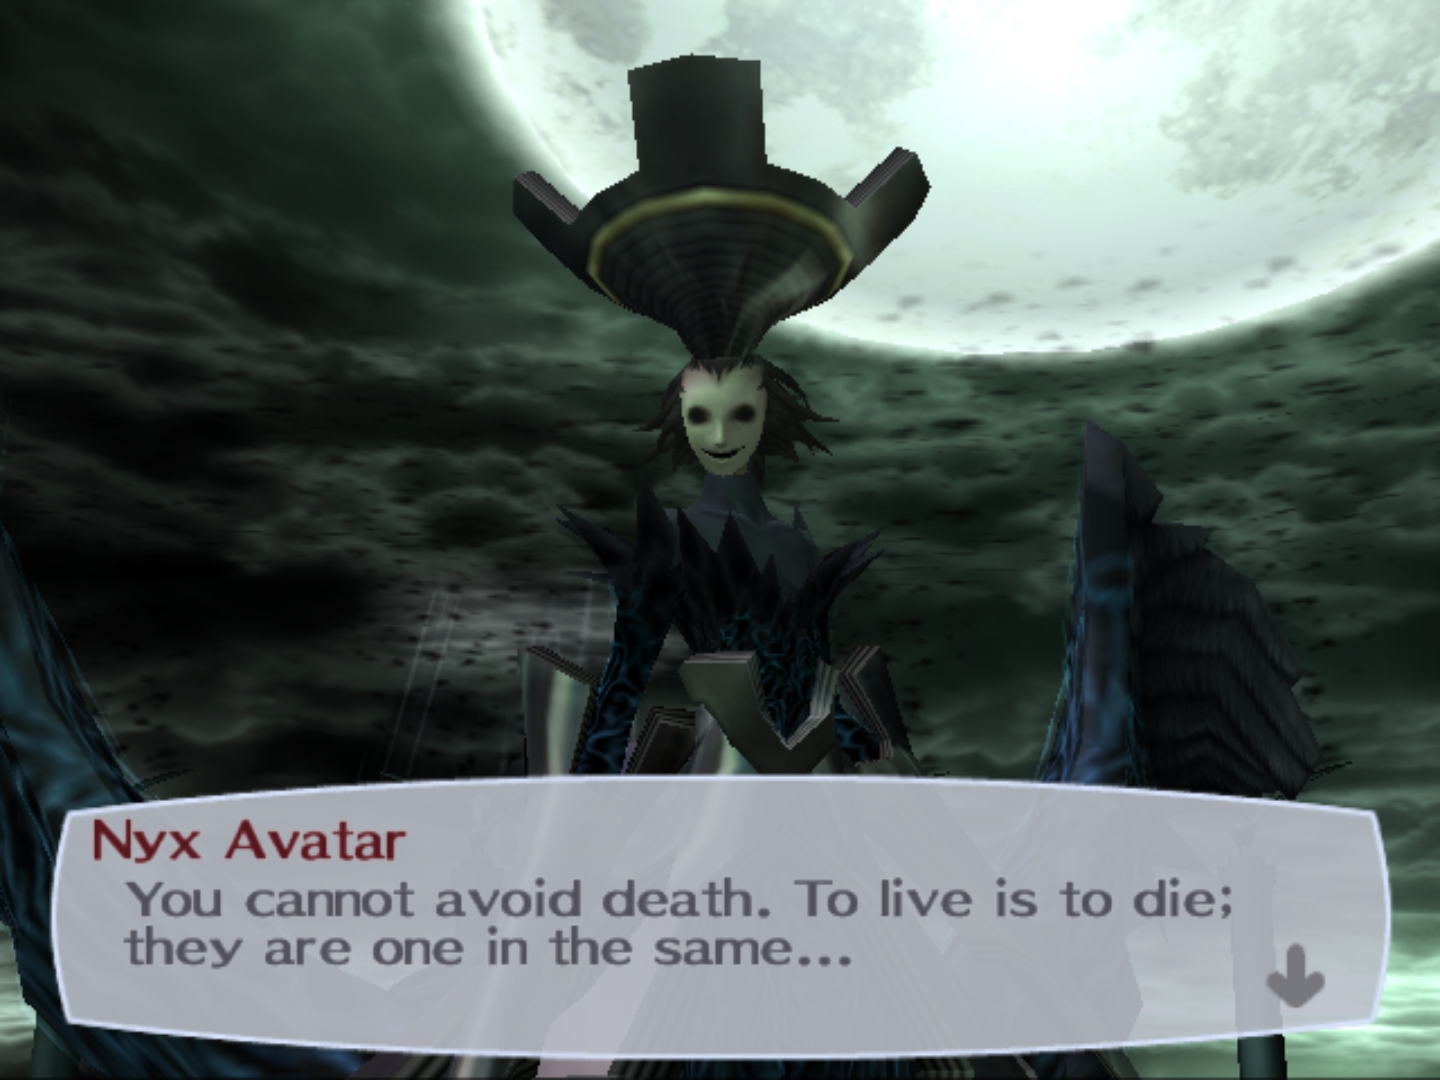 Nyx Avatar
You cannot avoid death. To live is to die;
they are one in the same...